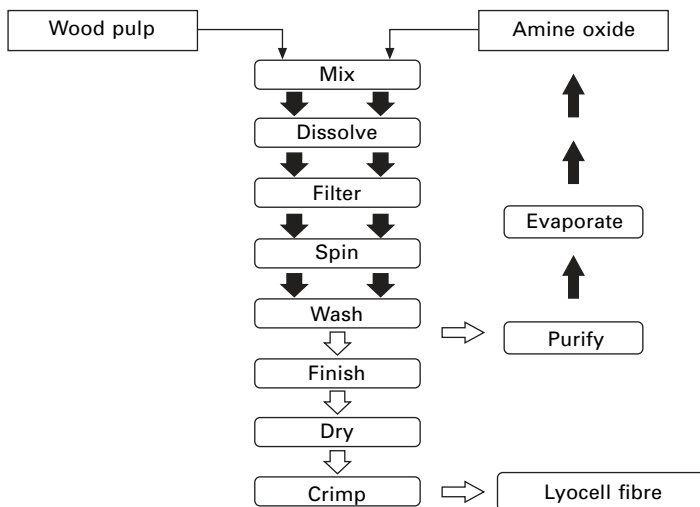 Wood pulp
Amine oxide
Mix
Dissolve
Filter
Spin
Evaporate
Wash
Purify
Finish
Dry
Crimp
Lyocell fibre